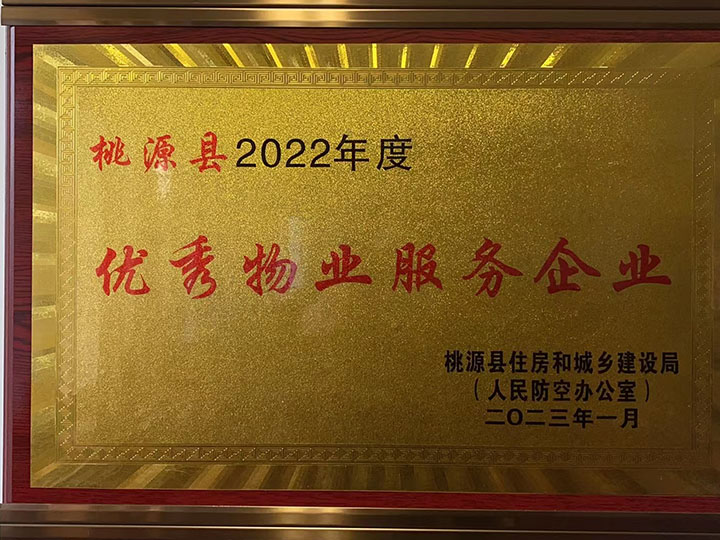 桃源县2022年度
优秀物业服务企业
桃源县住房和城乡建设局
（人民防空办公室）
二〇二三年一月